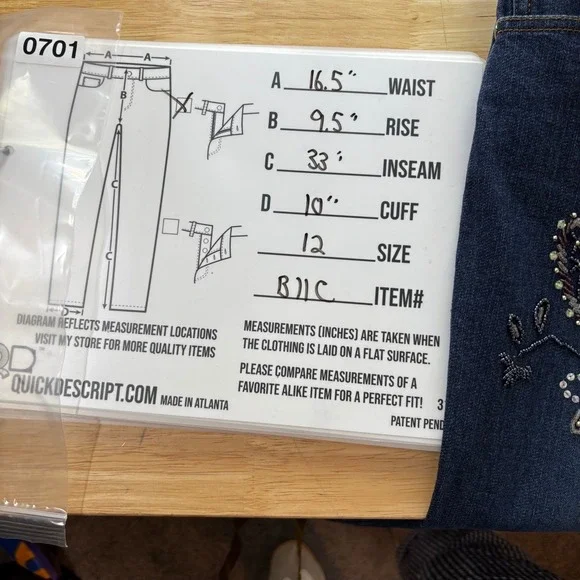 0701
A A
B
C
C
D
A 16.5" WAIST
B 9.5" RISE
C 33" INSEAM
D 10" CUFF
12 SIZE
B11C ITEM#
DIAGRAM REFLECTS MEASUREMENT LOCATIONS
VISIT MY STORE FOR MORE QUALITY ITEMS
QD
QUICKDESCRIPT.COM MADE IN ATLANTA
MEASUREMENTS (INCHES) ARE TAKEN WHEN
THE CLOTHING IS LAID ON A FLAT SURFACE.
PLEASE COMPARE MEASUREMENTS OF A
FAVORITE ALIKE ITEM FOR A PERFECT FIT! 3
PATENT PEND